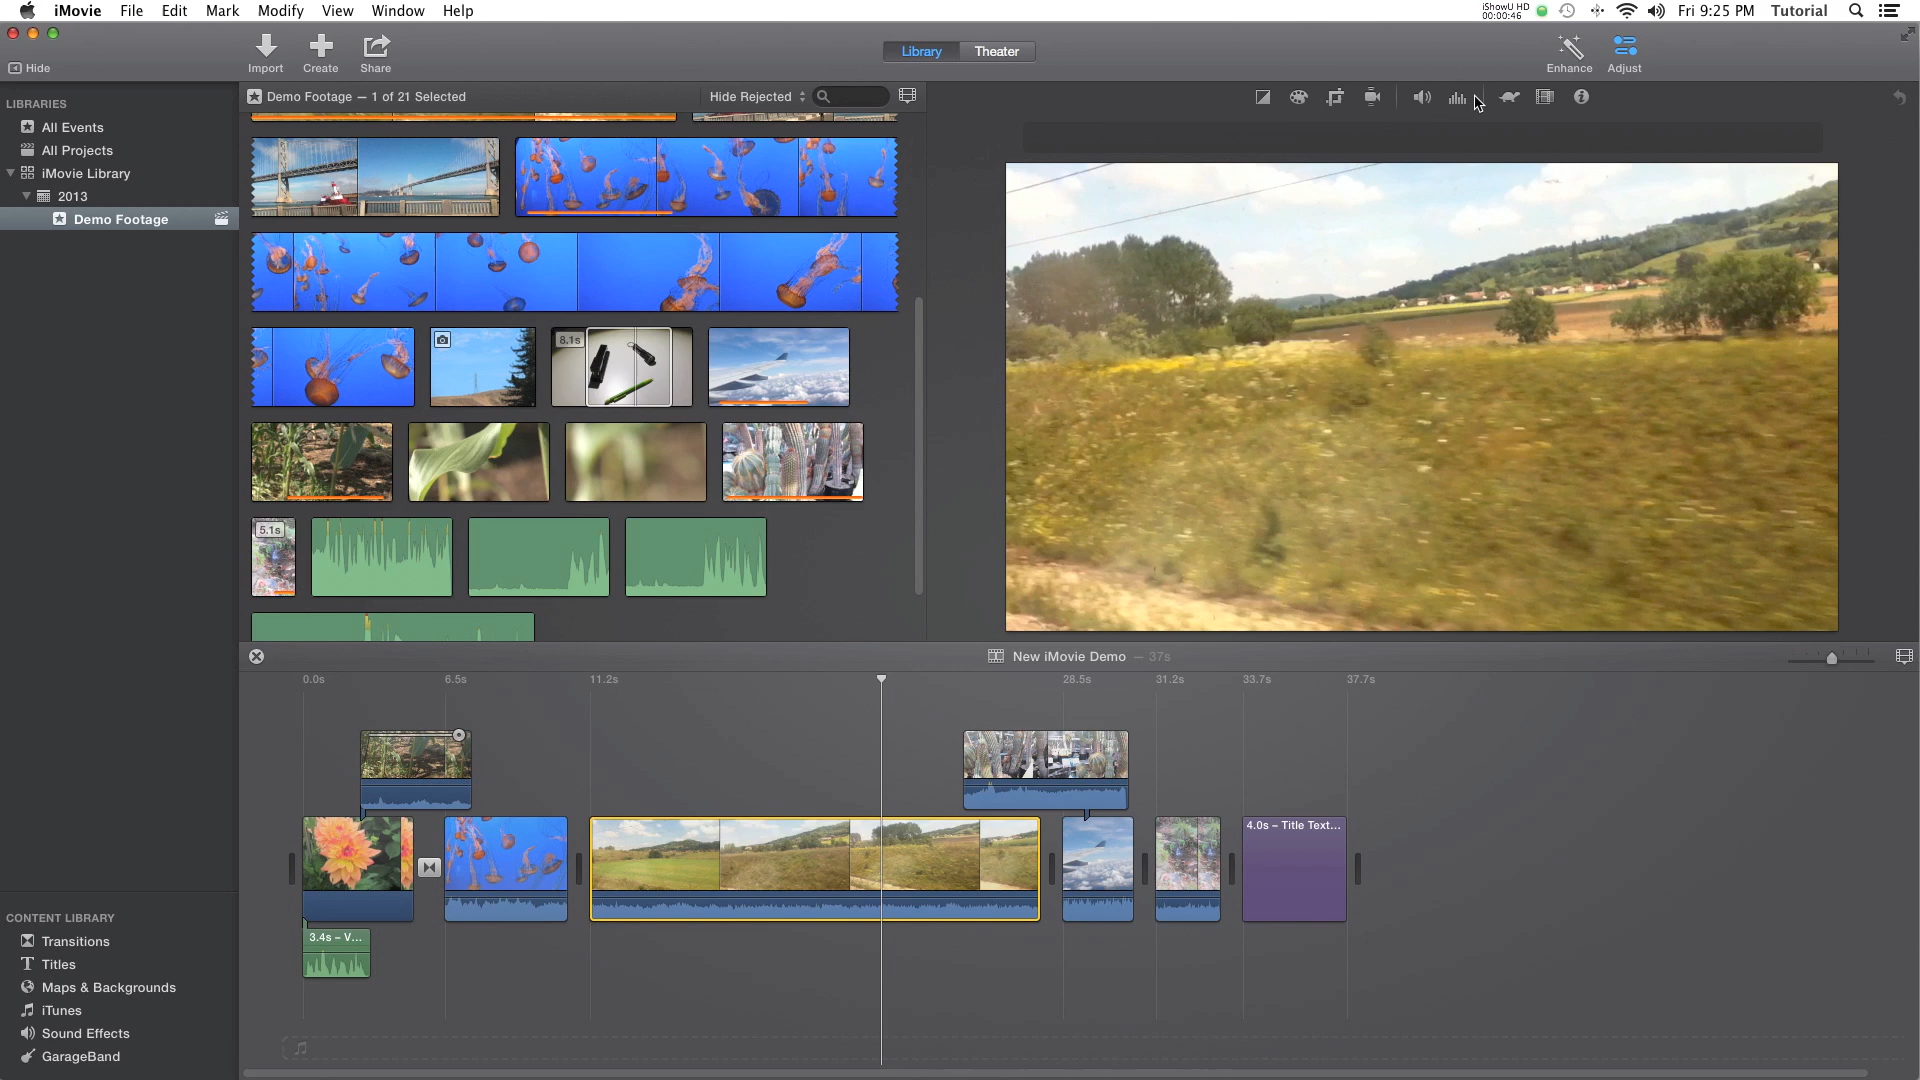 iMovie File Edit Mark Modify View Window Help
iShowU HD
00:00:46
Fri 9:25 PM Tutorial
Hide
Import Create Share
Library Theater
Enhance Adjust
LIBRARIES
All Events
All Projects
iMovie Library
2013
Demo Footage
Demo Footage — 1 of 21 Selected
Hide Rejected
8.1s
5.1s
New iMovie Demo — 37s
0.0s 6.5s 11.2s 28.5s 31.2s 33.7s 37.7s
4.0s – Title Text...
3.4s – V...
CONTENT LIBRARY
Transitions
T Titles
Maps & Backgrounds
iTunes
Sound Effects
GarageBand